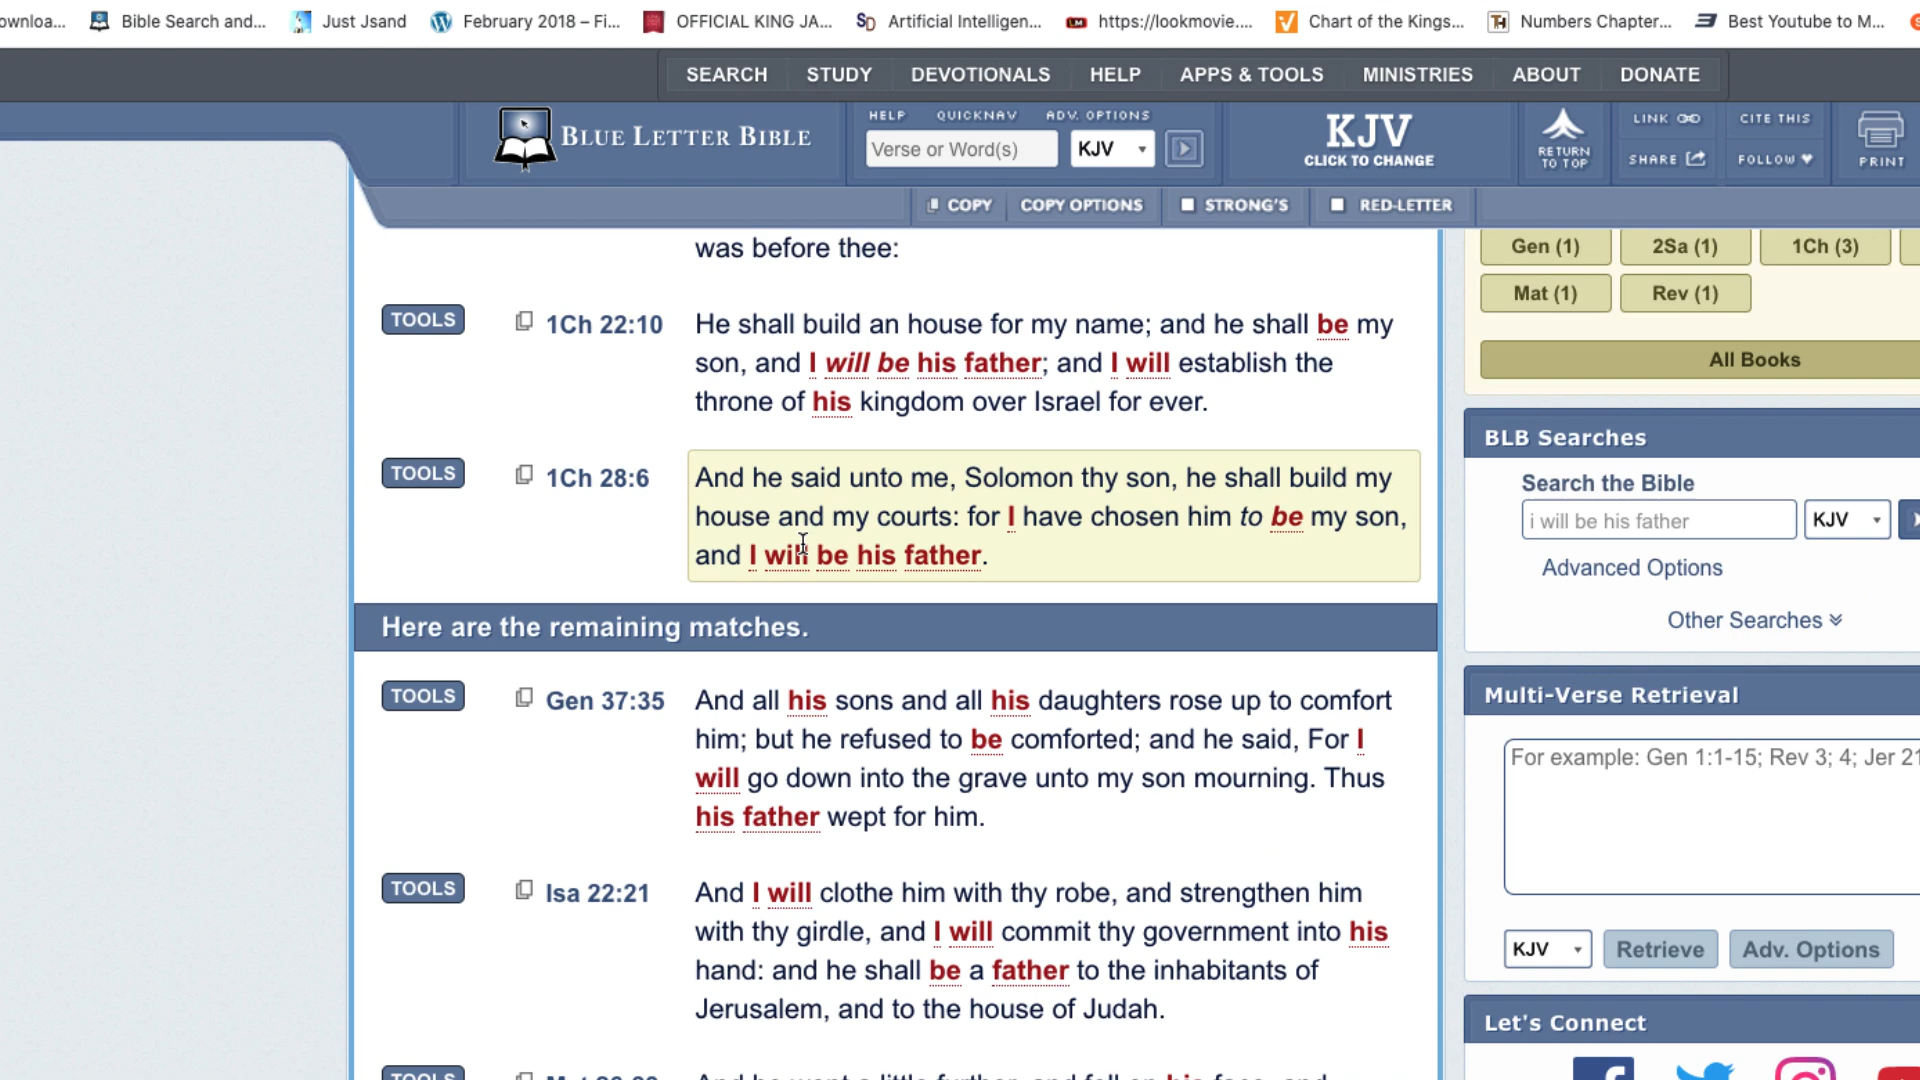 ownloa...
Bible Search and...
Just Jsand
February 2018 – Fi...
OFFICIAL KING JA...
Artificial Intelligen...
https://lookmovie....
Chart of the Kings...
Numbers Chapter...
Best Youtube to M...
SEARCH STUDY DEVOTIONALS HELP APPS & TOOLS MINISTRIES ABOUT DONATE
BLUE LETTER BIBLE
HELP QUICKNAV ADV. OPTIONS
Verse or Word(s)
KJV
KJV
CLICK TO CHANGE
RETURN
TO TOP
LINK
SHARE
CITE THIS
FOLLOW
PRINT
COPY COPY OPTIONS STRONG'S RED-LETTER
was before thee:
TOOLS 1Ch 22:10 He shall build an house for my name; and he shall be my
son, and I will be his father; and I will establish the
throne of his kingdom over Israel for ever.
TOOLS 1Ch 28:6 And he said unto me, Solomon thy son, he shall build my
house and my courts: for I have chosen him to be my son,
and I will be his father.
Here are the remaining matches.
TOOLS Gen 37:35 And all his sons and all his daughters rose up to comfort
him; but he refused to be comforted; and he said, For I
will go down into the grave unto my son mourning. Thus
his father wept for him.
TOOLS Isa 22:21 And I will clothe him with thy robe, and strengthen him
with thy girdle, and I will commit thy government into his
hand: and he shall be a father to the inhabitants of
Jerusalem, and to the house of Judah.
Gen (1) 2Sa (1) 1Ch (3)
Mat (1) Rev (1)
All Books
BLB Searches
Search the Bible
i will be his father KJV
Advanced Options
Other Searches
Multi-Verse Retrieval
For example: Gen 1:1-15; Rev 3; 4; Jer 21
KJV Retrieve Adv. Options
Let's Connect